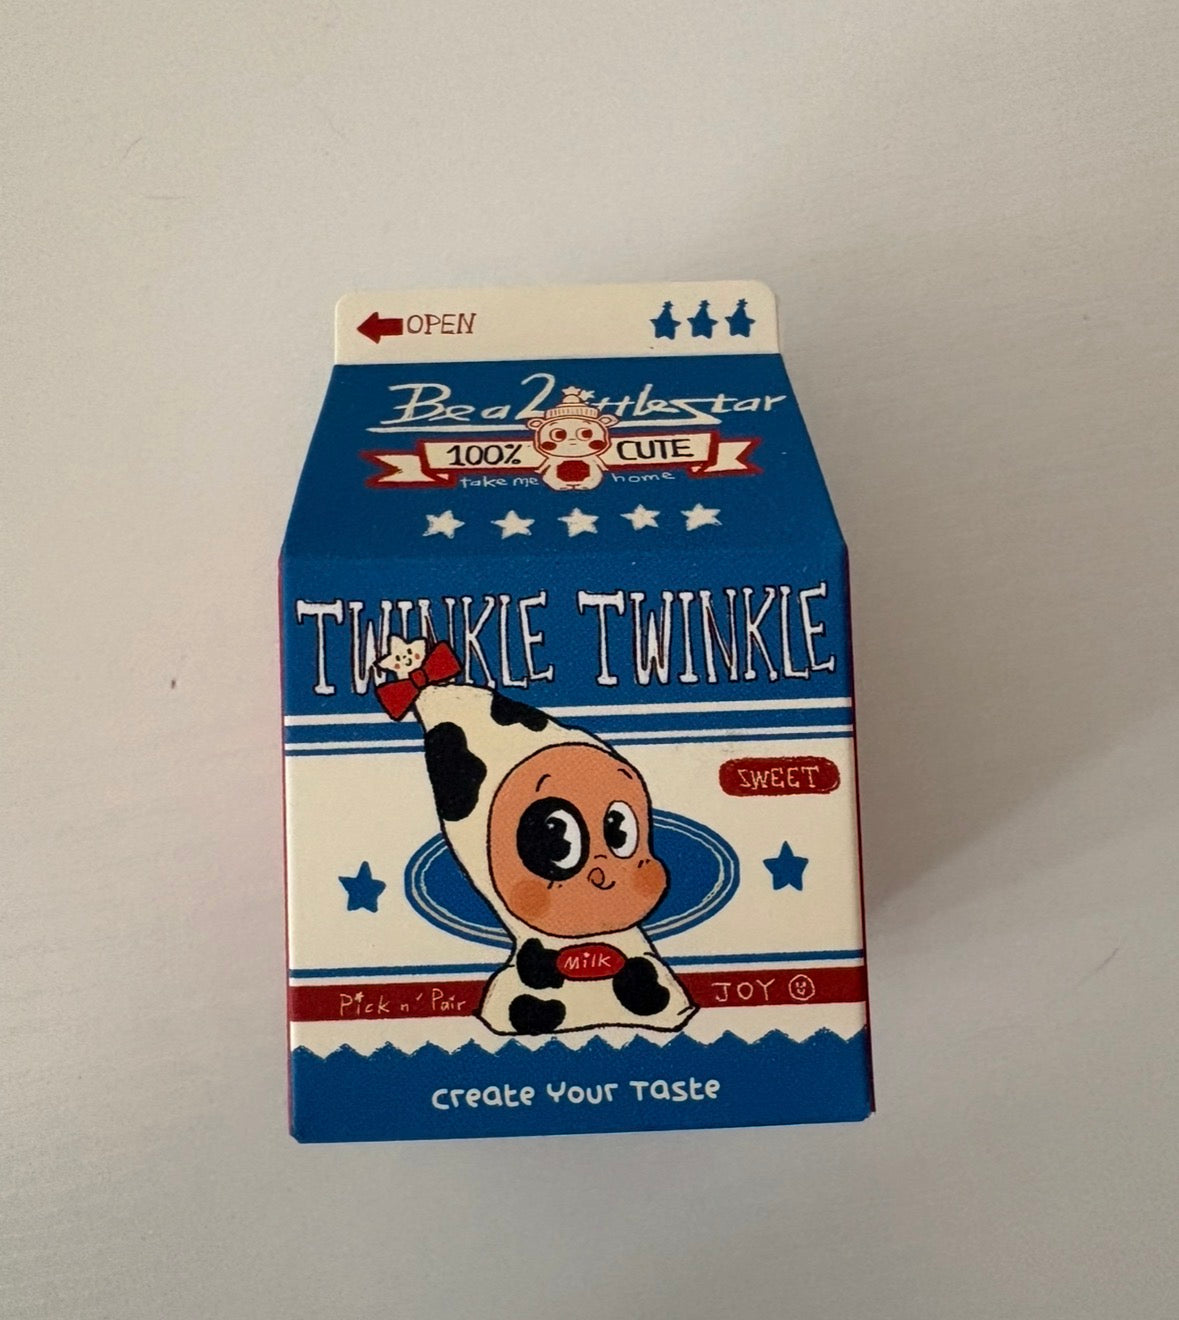 OPEN
Be a Little Star
100% CUTE
take me home
TWINKLE TWINKLE
SWEET
Milk
Pick n' Pair
JOY
Create Your Taste